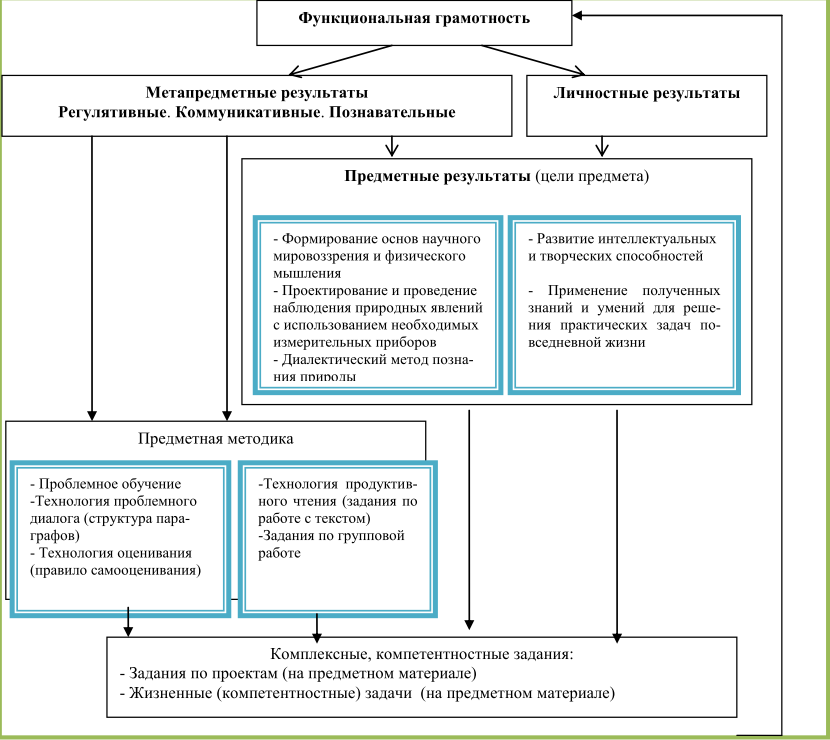 Функциональная грамотность
Метапредметные результаты
Регулятивные. Коммуникативные. Познавательные
Личностные результаты
Предметные результаты (цели предмета)
- Формирование основ научного
мировоззрения и физического
мышления
- Проектирование и проведение
наблюдения природных явлений
с использованием необходимых
измерительных приборов
- Диалектический метод позна-
ния природы
- Развитие интеллектуальных
и творческих способностей
- Применение полученных
знаний и умений для реше-
ния практических задач по-
вседневной жизни
Предметная методика
- Проблемное обучение
-Технология проблемного
диалога (структура пара-
графов)
- Технология оценивания
(правило самооценивания)
-Технология продуктив-
ного чтения (задания по
работе с текстом)
-Задания по групповой
работе
Комплексные, компетентностные задания:
- Задания по проектам (на предметном материале)
- Жизненные (компетентностные) задачи (на предметном материале)